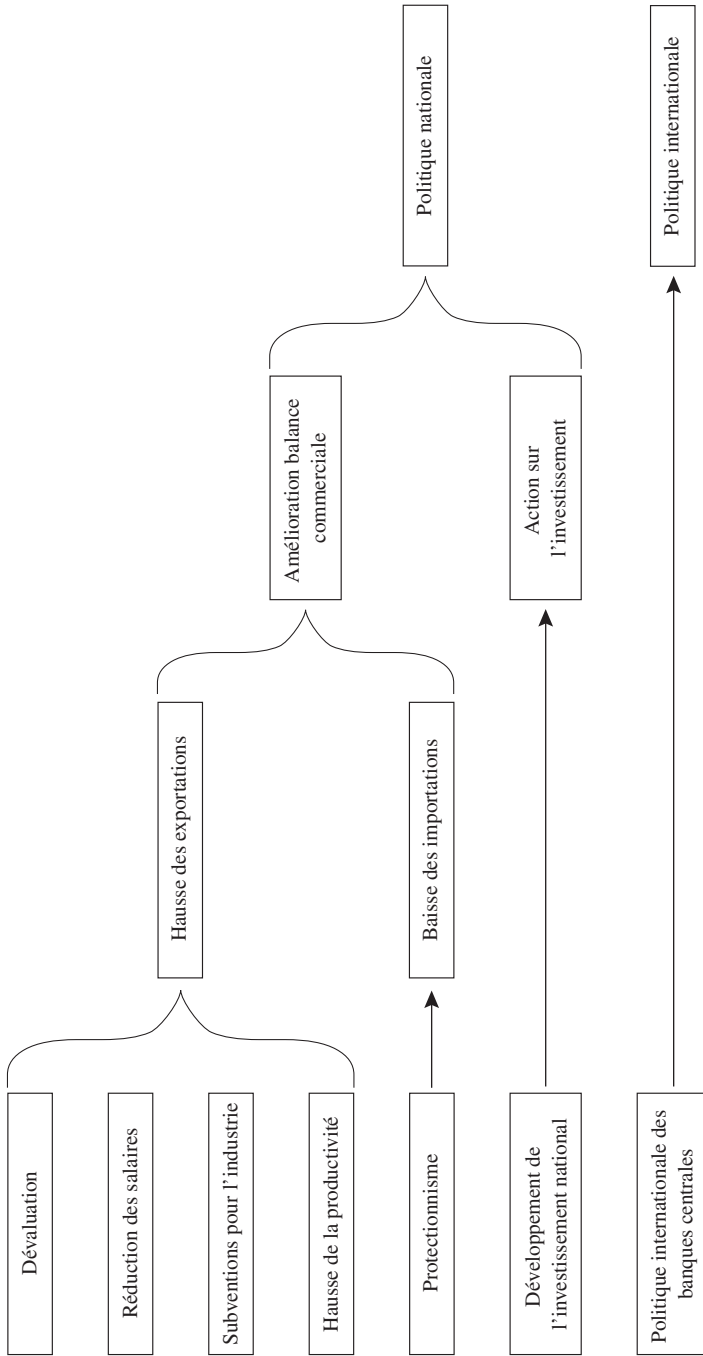 Dévaluation
Réduction des salaires
Subventions pour l’industrie
Hausse de la productivité
Protectionnisme
Développement de
l’investissement national
Politique internationale des
banques centrales
Hausse des exportations
Baisse des importations
Amélioration balance
commerciale
Action sur
l’investissement
Politique nationale
Politique internationale